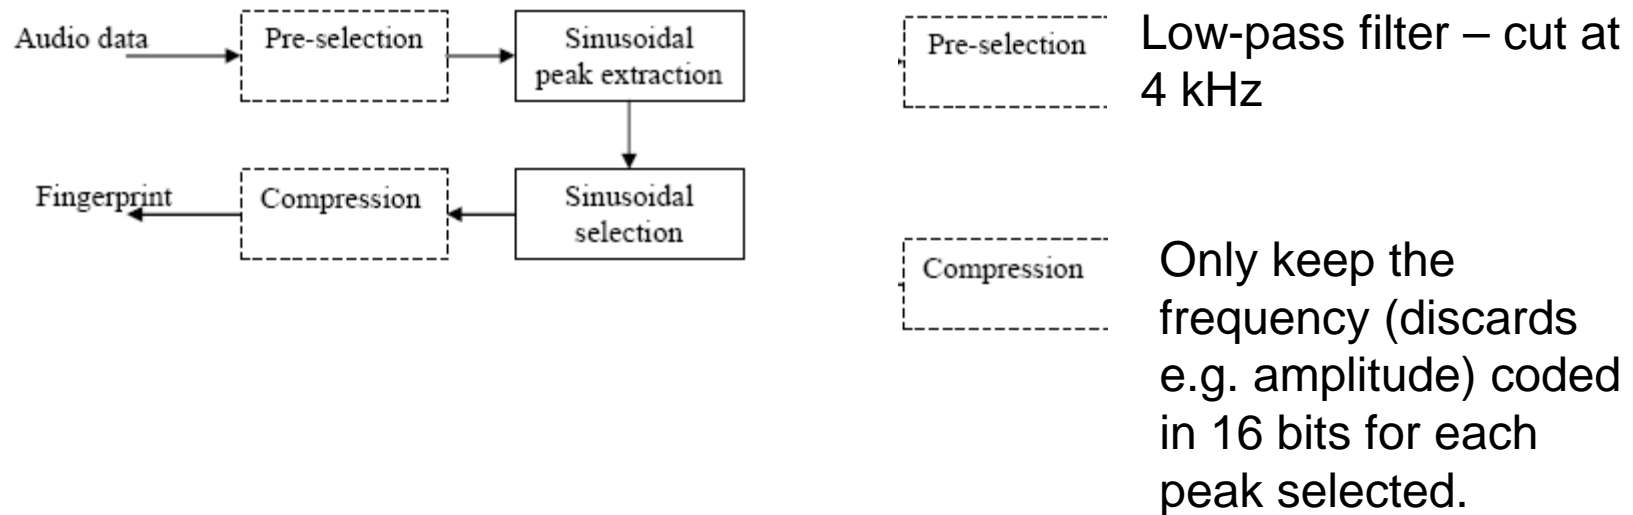 Audio data
Pre-selection
Sinusoidal
peak extraction
Fingerprint
Compression
Sinusoidal
selection
Pre-selection
Low-pass filter – cut at
4 kHz
Compression
Only keep the
frequency (discards
e.g. amplitude) coded
in 16 bits for each
peak selected.